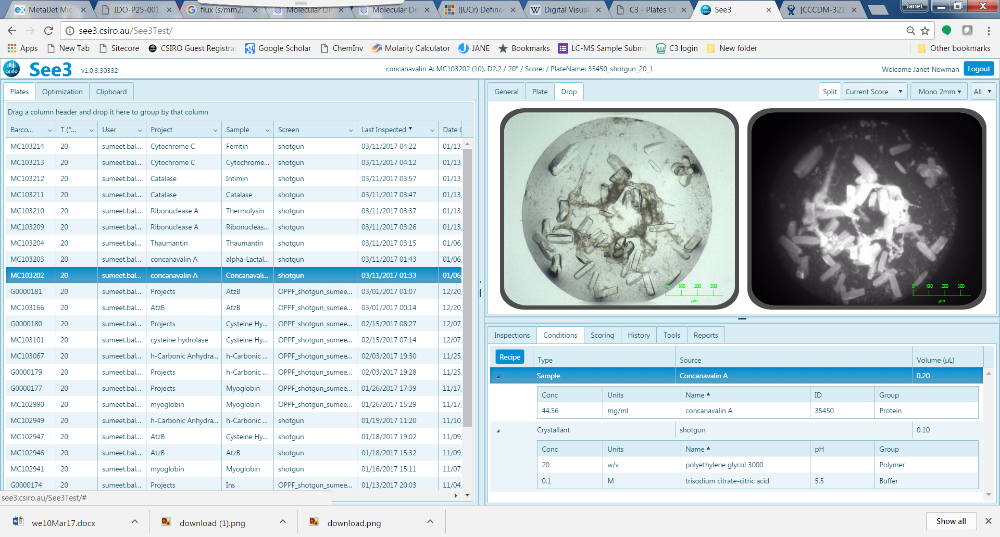 MetalJet Micr
IDO-P25-001
flux (s/mm2)
Molecular Di
Molecular Di
(IUCr) Define
Digital Visual
C3 - Plates C
See3
[CCCDM-321
Janet
see3.csiro.au/See3Test/
Apps New Tab Sitecore CSIRO Guest Registra Google Scholar ChemInv Molarity Calculator JANE Bookmarks LC-MS Sample Submi C3 login New folder Other bookmarks
CSIRO See3 v1.0.3.30332
concanavalin A: MC103202 (10), D2.2 / 20° / Score: / PlateName: 35450_shotgun_20_1
Welcome Janet Newman Logout
Plates Optimization Clipboard
Drag a column header and drop it here to group by that column
Barco... T (°... User Project Sample Screen Last Inspected Date
MC103214 20 sumeet.bal... Cytochrome C Ferritin shotgun 03/11/2017 04:22 01/13,
MC103213 20 sumeet.bal... Cytochrome C Cytochrome... shotgun 03/11/2017 04:12 01/13,
MC103212 20 sumeet.bal... Catalase Intimin shotgun 03/11/2017 03:57 01/13,
MC103211 20 sumeet.bal... Catalase Catalase shotgun 03/11/2017 03:47 01/13,
MC103210 20 sumeet.bal... Ribonuclease A Thermolysin shotgun 03/11/2017 03:37 01/13,
MC103209 20 sumeet.bal... Ribonuclease A Ribonucleas... shotgun 03/11/2017 03:26 01/13,
MC103204 20 sumeet.bal... Thaumantin Thaumantin shotgun 03/11/2017 03:15 01/06,
MC103203 20 sumeet.bal... concanavalin A alpha-Lactal... shotgun 03/11/2017 01:43 01/06,
MC103202 20 sumeet.bal... concanavalin A Concanavali... shotgun 03/11/2017 01:33 01/06,
G0000181 20 sumeet.bal... Projects AtzB OPPF_shotgun_sumee... 03/01/2017 01:07 12/20,
MC103166 20 sumeet.bal... AtzB AtzB OPPF_shotgun_sumee... 03/01/2017 00:14 12/20,
G0000180 20 sumeet.bal... Projects Cysteine Hy... OPPF_shotgun_sumee... 02/15/2017 08:27 12/07,
MC103101 20 sumeet.bal... cysteine hydrolase Cysteine Hy... OPPF_shotgun_sumee... 02/15/2017 07:14 12/07,
MC103067 20 sumeet.bal... h-Carbonic Anhydra... h-Carbonic ... OPPF_shotgun_sumee... 02/03/2017 19:30 11/25,
G0000179 20 sumeet.bal... Projects h-Carbonic ... OPPF_shotgun_sumee... 02/03/2017 19:28 11/25,
G0000177 20 sumeet.bal... Projects Myoglobin OPPF_shotgun_sumee... 01/26/2017 17:39 11/17,
MC102990 20 sumeet.bal... myoglobin Myoglobin OPPF_shotgun_sumee... 01/26/2017 15:29 11/17,
MC102949 20 sumeet.bal... h-Carbonic Anhydra... h-Carbonic ... shotgun 01/19/2017 11:20 11/10,
MC102947 20 sumeet.bal... AtzB Cysteine Hy... shotgun 01/18/2017 19:02 11/09,
MC102946 20 sumeet.bal... AtzB AtzB shotgun 01/18/2017 15:32 11/09,
MC102941 20 sumeet.bal... myoglobin Myoglobin shotgun 01/16/2017 15:11 11/07,
G0000174 20 sumeet.bal... Projects Ins OPPF_shotgun_sumee... 01/13/2017 20:03 11/04,
see3.csiro.au/See3Test/#
General Plate Drop Split Current Score Mono 2mm All
0 100 200 300
µm
0 100 200 300
µm
Inspections Conditions Scoring History Tools Reports
Recipe Type Source Volume (µL)
Sample Concanavalin A 0.20
Conc Units Name ID Group
44.56 mg/ml concanavalin A 35450 Protein
Crystallant shotgun 0.10
Conc Units Name pH Group
20 w/v polyethylene glycol 3000 Polymer
0.1 M trisodium citrate-citric acid 5.5 Buffer
we10Mar17.docx download (1).png download.png Show all